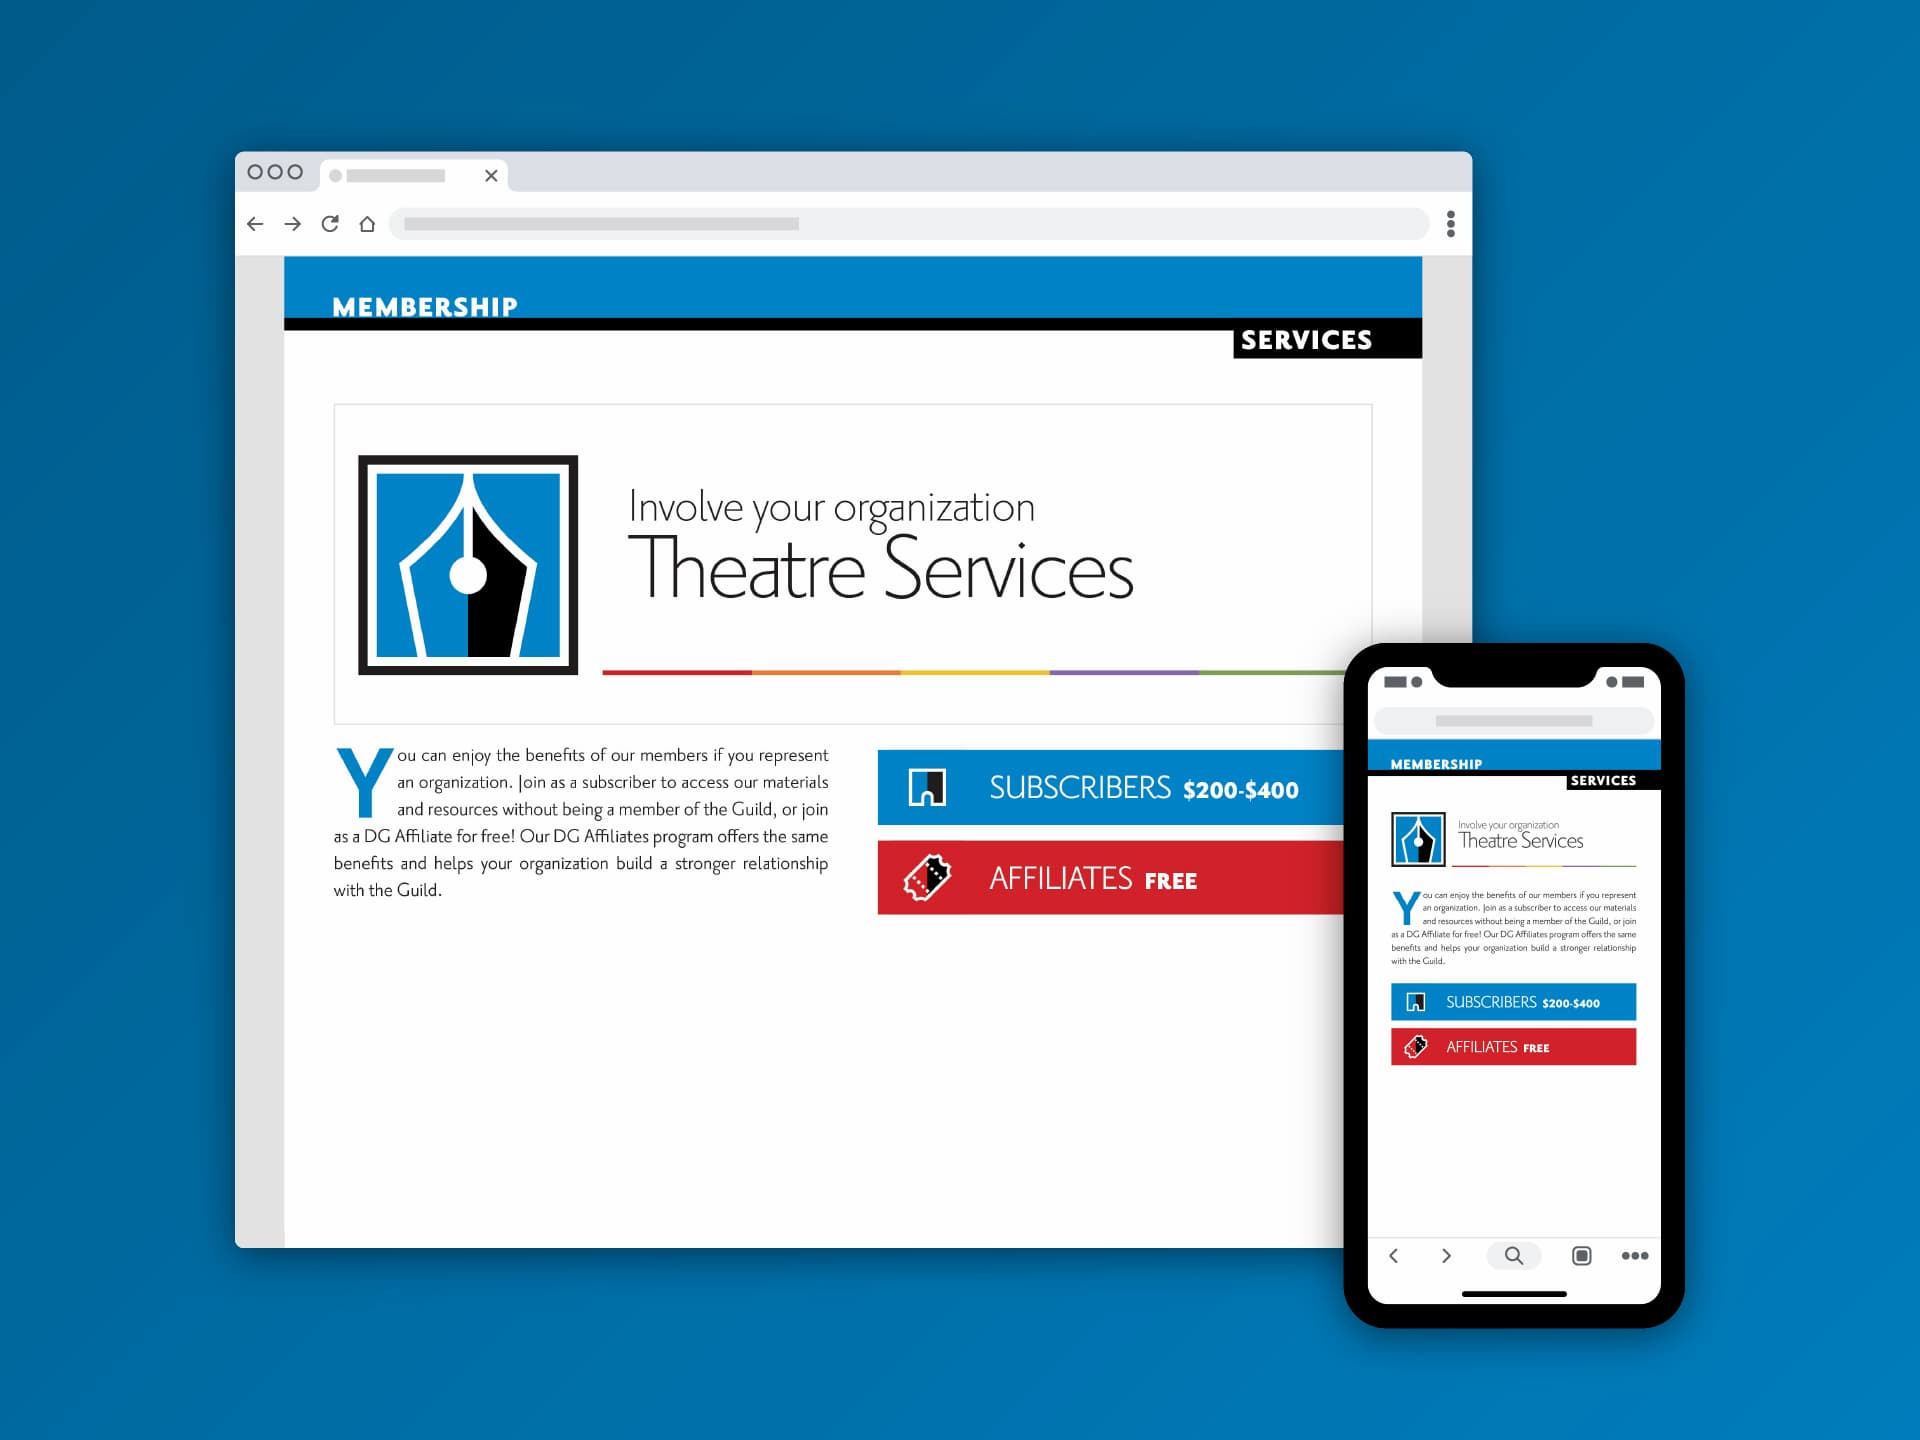 MEMBERSHIP
SERVICES
Involve your organization
Theatre Services
You can enjoy the benefits of our members if you represent
an organization. Join as a subscriber to access our materials
and resources without being a member of the Guild, or join
as a DG Affiliate for free! Our DG Affiliates program offers the same
benefits and helps your organization build a stronger relationship
with the Guild.
SUBSCRIBERS $200-$400
AFFILIATES FREE
MEMBERSHIP
SERVICES
Involve your organization
Theatre Services
You can enjoy the benefits of our members if you represent
an organization. Join as a subscriber to access our materials
and resources without being a member of the Guild, or join
as a DG Affiliate for free! Our DG Affiliates program offers the same
benefits and helps your organization build a stronger relationship
with the Guild.
SUBSCRIBERS $200-$400
AFFILIATES FREE